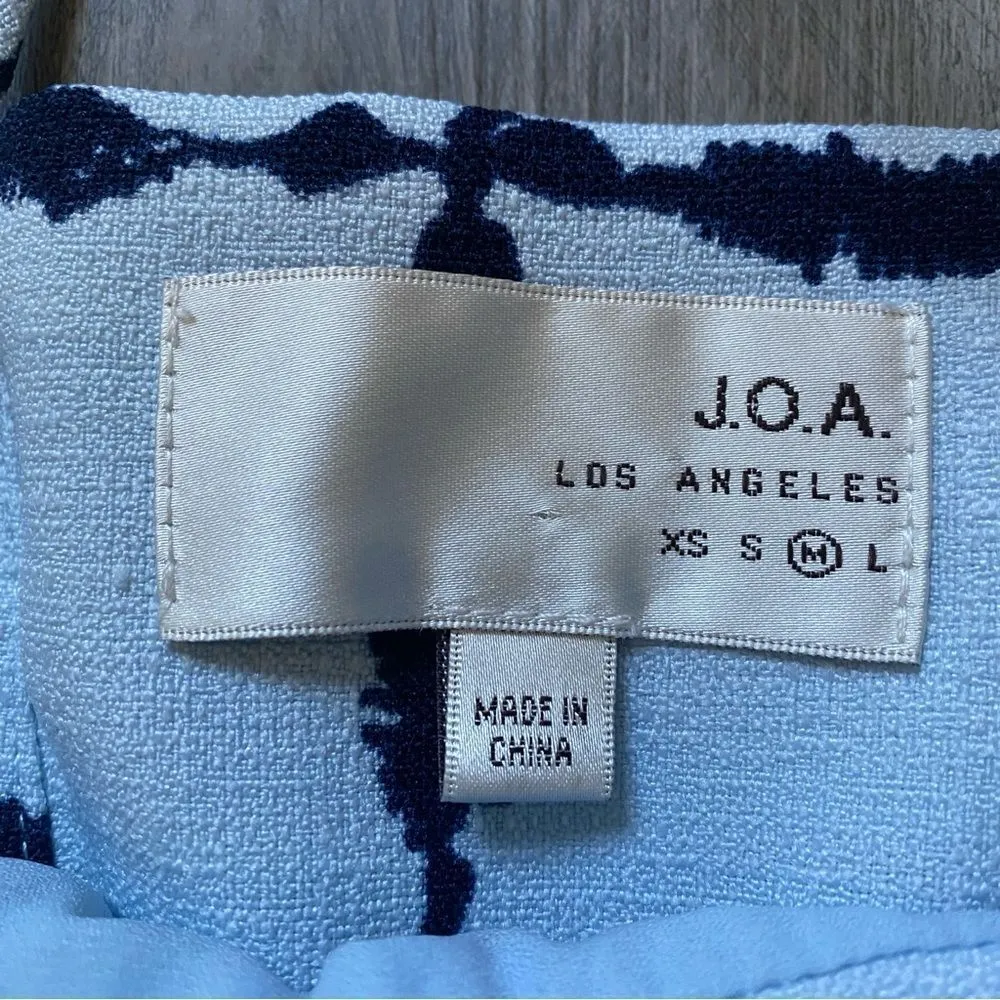 J.O.A.
LOS ANGELES
XS S M L
MADE IN
CHINA